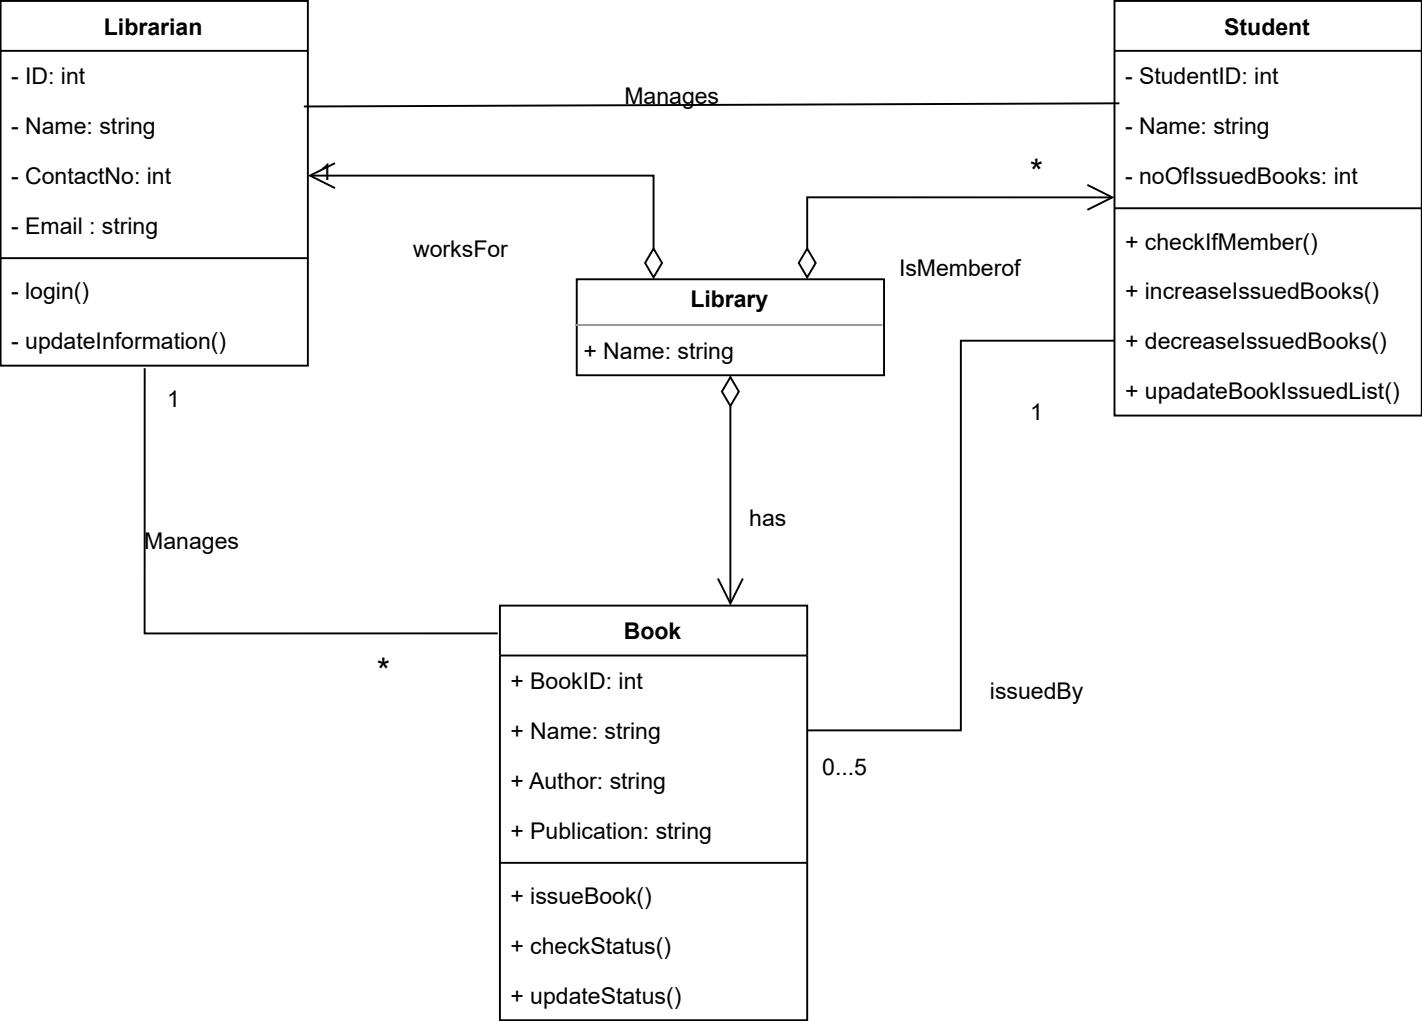 Librarian
- ID: int
- Name: string
- ContactNo: int
- Email : string
- login()
- updateInformation()
Manages
Student
- StudentID: int
- Name: string
- noOfIssuedBooks: int
+ checkIfMember()
+ increaseIssuedBooks()
+ decreaseIssuedBooks()
+ upadateBookIssuedList()
1
*
worksFor
IsMemberof
Library
+ Name: string
1
1
Manages
*
has
issuedBy
0...5
Book
+ BookID: int
+ Name: string
+ Author: string
+ Publication: string
+ issueBook()
+ checkStatus()
+ updateStatus()